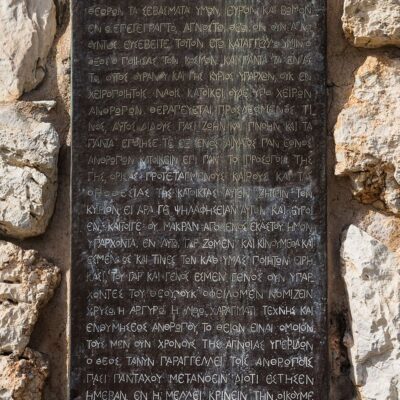 ΘΕΩΡΩΝ ΤΑ ΣΕΒΑΣΜΑΤΑ ΥΜΩΝ ΕΥΡΟΝ ΚΑΙ ΒΩΜΟΝ
ΕΝ Ω ΕΠΕΓΕΓΡΑΠΤΟ ΑΓΝΩΣΤΩ ΘΕΩ ΟΝ ΟΥΝ ΑΓΝΟ
ΟΥΝΤΕΣ ΕΥΣΕΒΕΙΤΕ ΤΟΥΤΟΝ ΕΓΩ ΚΑΤΑΓΓΕΛΛΩ ΥΜΙΝ Ο
ΘΕΟΣ Ο ΠΟΙΗΣΑΣ ΤΟΝ ΚΟΣΜΟΝ ΚΑΙ ΠΑΝΤΑ ΤΑ ΕΝ ΑΥ
ΤΩ ΟΥΤΟΣ ΟΥΡΑΝΟΥ ΚΑΙ ΓΗΣ ΚΥΡΙΟΣ ΥΠΑΡΧΩΝ ΟΥΚ ΕΝ
ΧΕΙΡΟΠΟΙΗΤΟΙΣ ΝΑΟΙΣ ΚΑΤΟΙΚΕΙ ΟΥΔΕ ΥΠΟ ΧΕΙΡΩΝ
ΑΝΘΡΩΠΩΝ ΘΕΡΑΠΕΥΕΤΑΙ ΠΡΟΣΔΕΟΜΕΝΟΣ ΤΙ
ΝΟΣ ΑΥΤΟΣ ΔΙΔΟΥΣ ΠΑΣΙ ΖΩΗΝ ΚΑΙ ΠΝΟΗΝ ΚΑΙ ΤΑ
ΠΑΝΤΑ ΕΠΟΙΗΣΕ ΤΕ ΕΞ ΕΝΟΣ ΑΙΜΑΤΟΣ ΠΑΝ ΕΘΝΟΣ
ΑΝΘΡΩΠΩΝ ΚΑΤΟΙΚΕΙΝ ΕΠΙ ΠΑΝ ΤΟ ΠΡΟΣΩΠΟΝ ΤΗΣ
ΓΗΣ ΟΡΙΣΑΣ ΠΡΟΤΕΤΑΓΜΕΝΟΥΣ ΚΑΙΡΟΥΣ ΚΑΙ ΤΑΣ
ΟΡΟΘΕΣΙΑΣ ΤΗΣ ΚΑΤΟΙΚΙΑΣ ΑΥΤΩΝ ΖΗΤΕΙΝ ΤΟΝ
ΚΥΡΙΟΝ ΕΙ ΑΡΑ ΓΕ ΨΗΛΑΦΗΣΕΙΑΝ ΑΥΤΟΝ ΚΑΙ ΕΥΡΟΙ
ΕΝ ΚΑΙΤΟΙΓΕ ΟΥ ΜΑΚΡΑΝ ΑΠΟ ΕΝΟΣ ΕΚΑΣΤΟΥ ΗΜΩΝ
ΥΠΑΡΧΟΝΤΑ ΕΝ ΑΥΤΩ ΓΑΡ ΖΩΜΕΝ ΚΑΙ ΚΙΝΟΥΜΕΘΑ ΚΑΙ
ΕΣΜΕΝ ΩΣ ΚΑΙ ΤΙΝΕΣ ΤΩΝ ΚΑΘ ΥΜΑΣ ΠΟΙΗΤΩΝ ΕΙΡΗ
ΚΑΣΙ ΤΟΥ ΓΑΡ ΚΑΙ ΓΕΝΟΣ ΕΣΜΕΝ ΓΕΝΟΣ ΟΥΝ ΥΠΑΡ
ΧΟΝΤΕΣ ΤΟΥ ΘΕΟΥ ΟΥΚ ΟΦΕΙΛΟΜΕΝ ΝΟΜΙΖΕΙΝ
ΧΡΥΣΩ Η ΑΡΓΥΡΩ Η ΛΙΘΩ ΧΑΡΑΓΜΑΤΙ ΤΕΧΝΗΣ ΚΑΙ
ΕΝΘΥΜΗΣΕΩΣ ΑΝΘΡΩΠΟΥ ΤΟ ΘΕΙΟΝ ΕΙΝΑΙ ΟΜΟΙΟΝ
ΤΟΥΣ ΜΕΝ ΟΥΝ ΧΡΟΝΟΥΣ ΤΗΣ ΑΓΝΟΙΑΣ ΥΠΕΡΙΔΩΝ
Ο ΘΕΟΣ ΤΑΝΥΝ ΠΑΡΑΓΓΕΛΛΕΙ ΤΟΙΣ ΑΝΘΡΩΠΟΙΣ
ΠΑΣΙ ΠΑΝΤΑΧΟΥ ΜΕΤΑΝΟΕΙΝ ΔΙΟΤΙ ΕΣΤΗΣΕΝ
ΗΜΕΡΑΝ ΕΝ Η ΜΕΛΛΕΙ ΚΡΙΝΕΙΝ ΤΗΝ ΟΙΚΟΥΜΕ